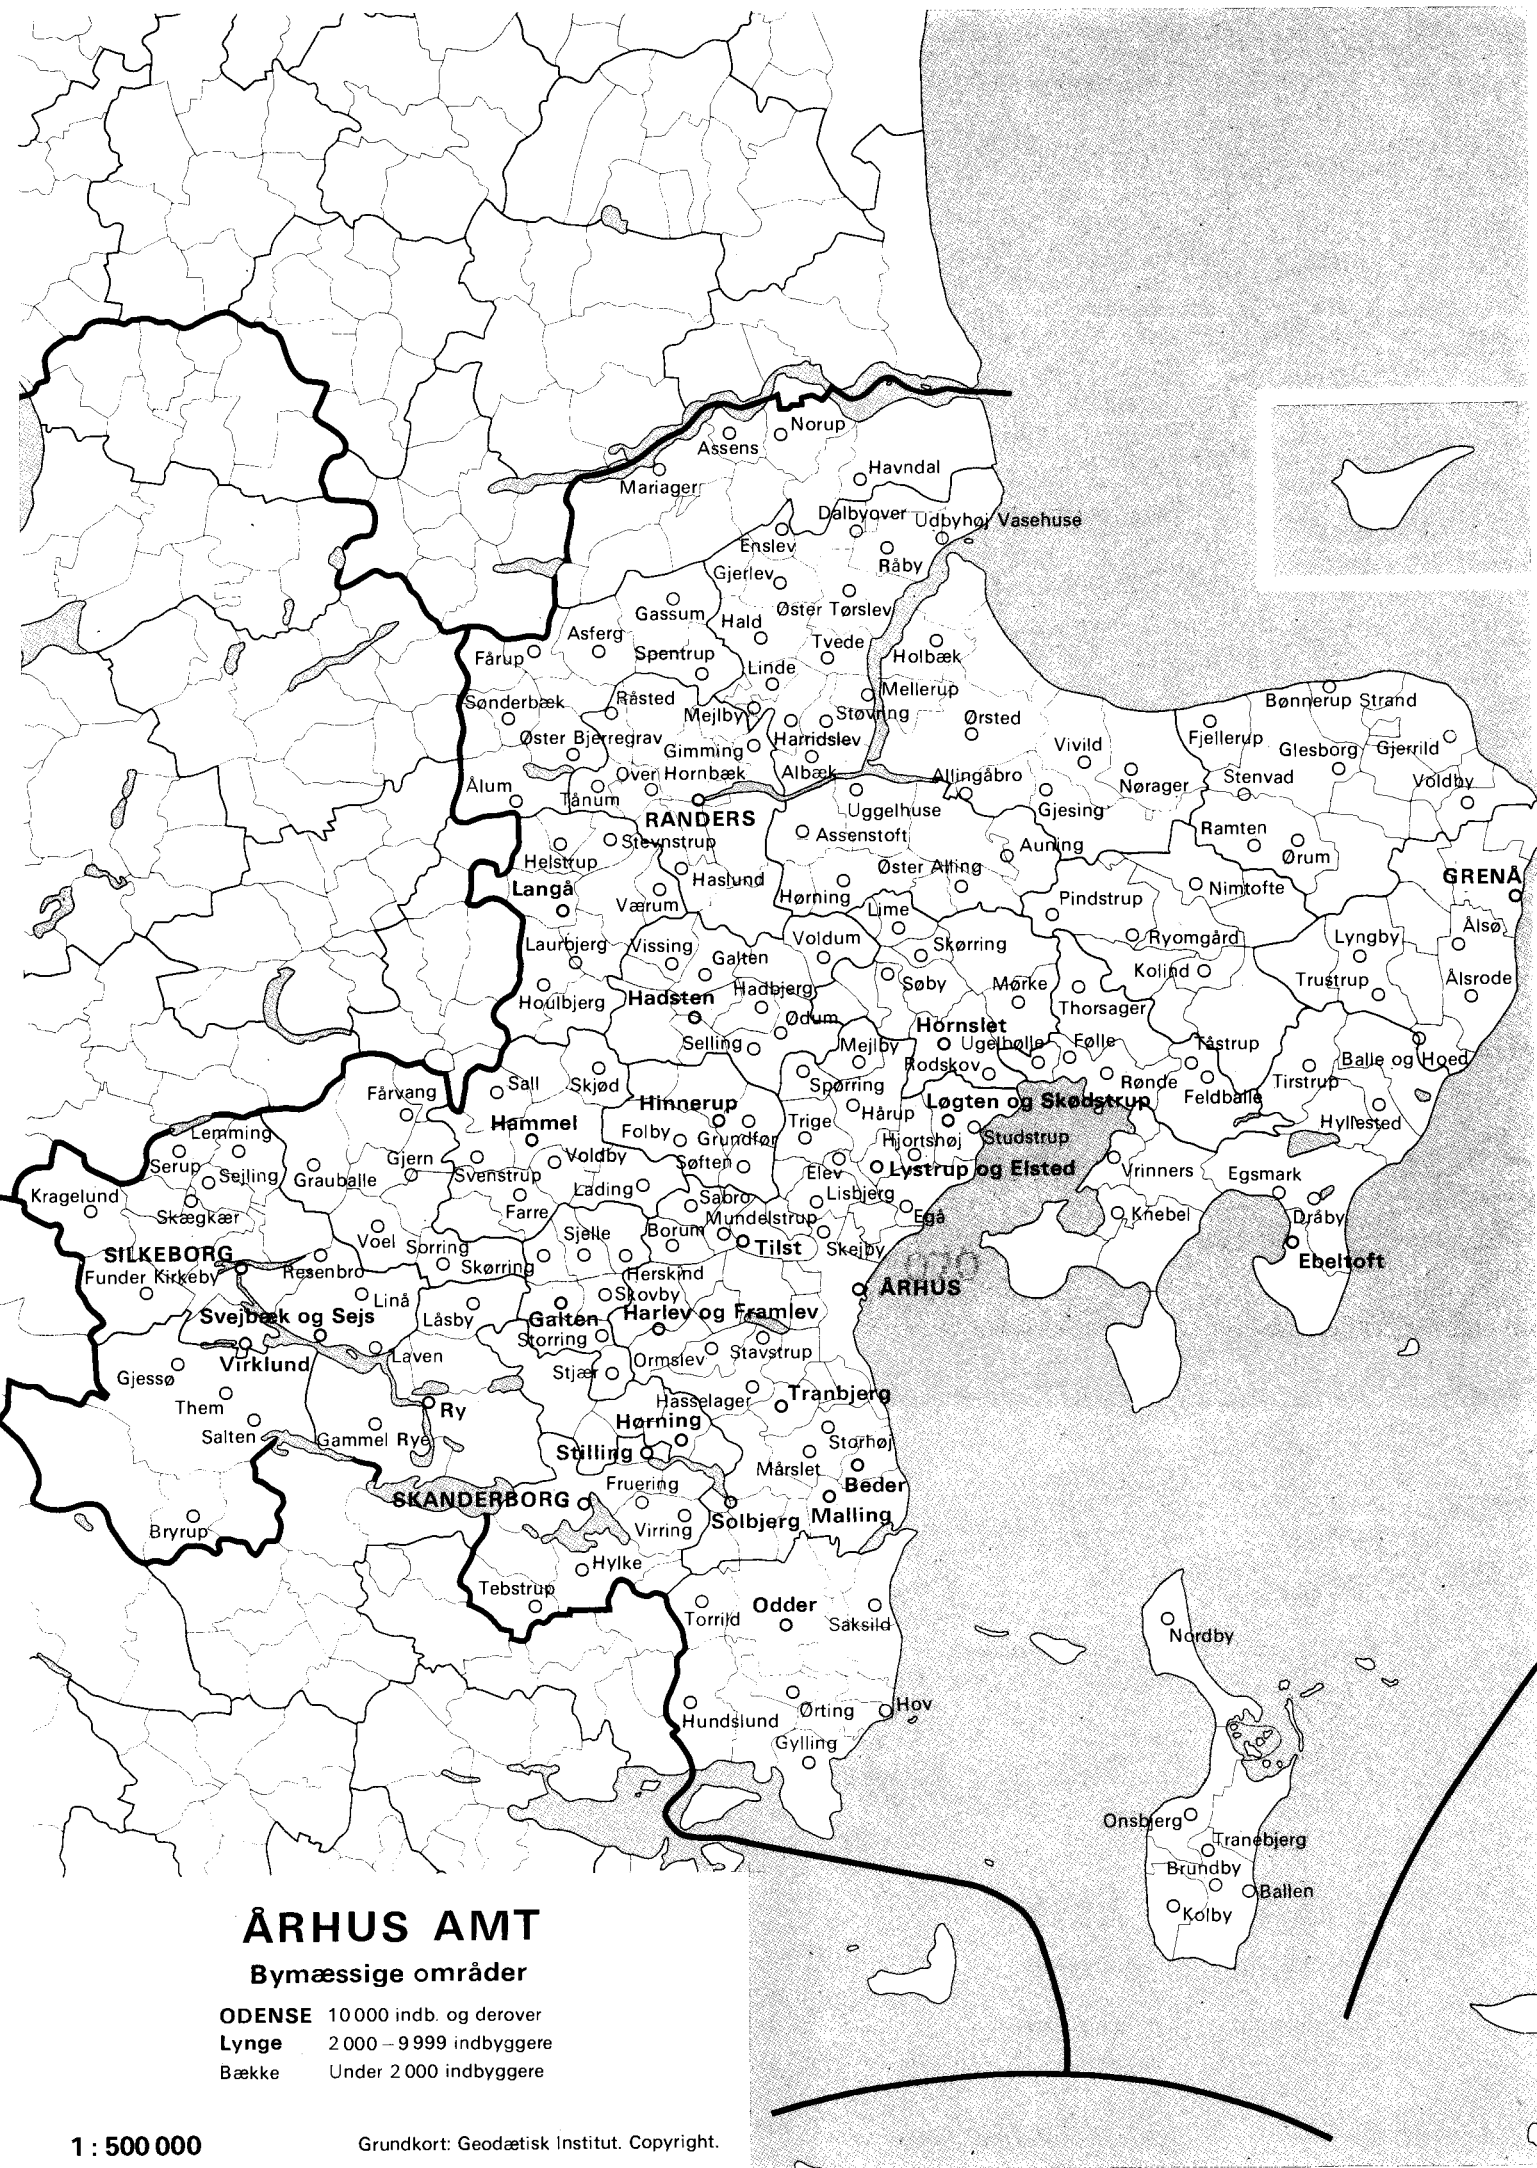 Norup
Assens
Havndal
Mariager
Dalbyover
Udbyhøj Vasehuse
Enslev
Råby
Gjerlev
Gassum
Øster Tørslev
Hald
Asferg
Tvede
Fårup
Spentrup
Holbæk
Linde
Mellerup
Bønnerup Strand
Sønderbæk
Råsted
Mejlby
Støvring
Ørsted
Øster Bjerregrav
Gimming
Harridslev
Vivild
Fjellerup
Glesborg
Gjerrild
Over Hornbæk
Albæk
Allingåbro
Nørager
Stenvad
Voldby
Ålum
Tånum
Uggelhuse
Gjesing
RANDERS
Assenstoft
Ramten
Stevnstrup
Auning
Helstrup
Ørum
Haslund
Øster Alling
GRENÅ
Langå
Værum
Hørning
Pindstrup
Nimtofte
Lime
Ålsø
Laurbjerg
Vissing
Voldum
Skørring
Ryomgård
Lyngby
Galten
Kolind
Trustrup
Ålsrode
Houlbjerg
Hadsten
Hadbjerg
Søby
Mørke
Thorsager
Ødum
Hornslet
Selling
Mejlby
Ugelbølle
Følle
Tåstrup
Balle og Hoed
Rodskov
Fårvang
Sall
Skjød
Spørring
Rønde
Feldballe
Tirstrup
Hinnerup
Hårup
Løgten og Skødstrup
Hammel
Trige
Hyllested
Lemming
Folby
Grundfør
Hjortshøj
Studstrup
Serup
Sejling
Grauballe
Gjern
Svenstrup
Voldby
Søften
Elev
Lystrup og Elsted
Vrinners
Egsmark
Kragelund
Lading
Sabro
Lisbjerg
Skægkær
Farre
Mundelstrup
Egå
Knebel
Dråby
Voel
Sorring
Sjelle
Borum
Tilst
Skejby
SILKEBORG
Skørring
Ebeltoft
Funder Kirkeby
Resenbro
Herskind
070
Linå
Skovby
ÅRHUS
Svejbæk og Sejs
Låsby
Galten
Harlev og Framlev
Storring
Virklund
Laven
Ormslev
Stavstrup
Gjessø
Stjær
Them
Hasselager
Tranbjerg
Ry
Salten
Gammel Rye
Hørning
Storhøj
Stilling
Mårslet
Beder
Fruering
SKANDERBORG
Solbjerg
Malling
Bryrup
Virring
Hylke
Tebstrup
Odder
Torrild
Saksild
Nordby
Hundslund
Ørting
Hov
Gylling
Onsbjerg
Tranebjerg
Brundby
Ballen
Kolby
ÅRHUS AMT
Bymæssige områder
ODENSE 10 000 indb. og derover
Lynge 2 000 – 9 999 indbyggere
Bække Under 2 000 indbyggere
1 : 500 000
Grundkort: Geodætisk Institut. Copyright.